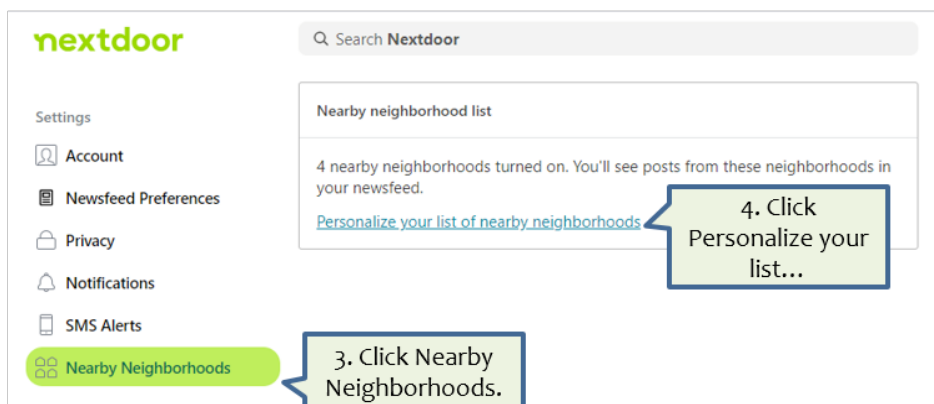 nextdoor
Search Nextdoor
Settings
Account
Newsfeed Preferences
Privacy
Notifications
SMS Alerts
Nearby Neighborhoods
Nearby neighborhood list
4 nearby neighborhoods turned on. You'll see posts from these neighborhoods in
your newsfeed.
Personalize your list of nearby neighborhoods
4. Click
Personalize your
list...
3. Click Nearby
Neighborhoods.